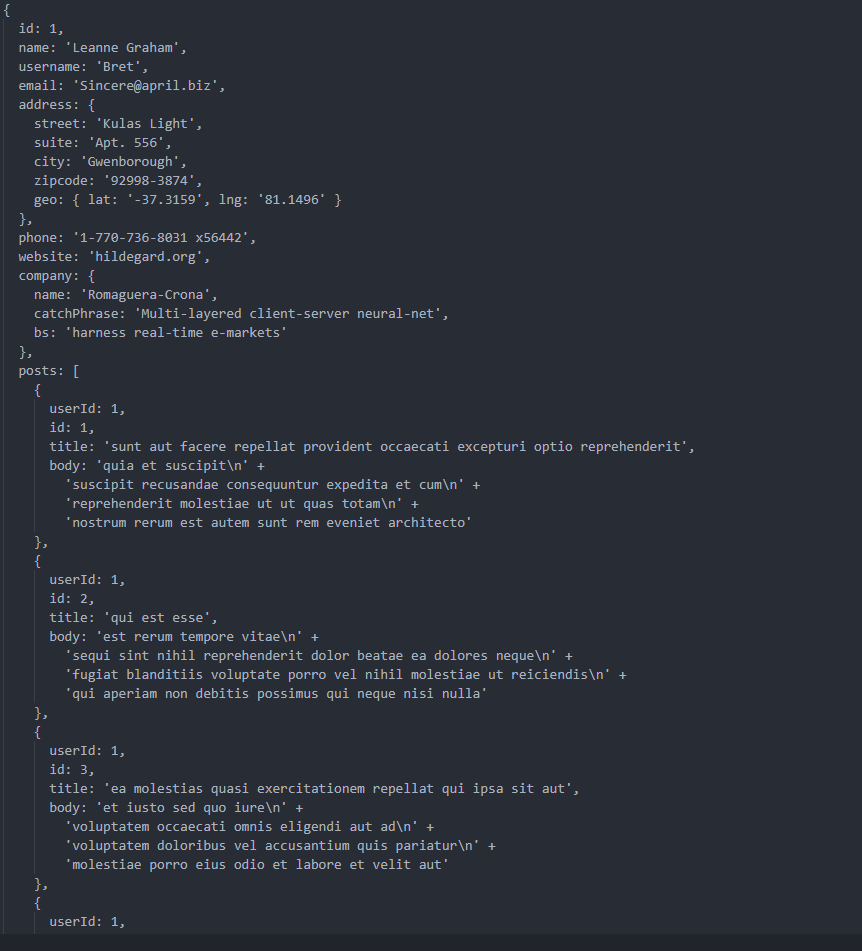 {
  id: 1,
  name: 'Leanne Graham',
  username: 'Bret',
  email: 'Sincere@april.biz',
  address: {
    street: 'Kulas Light',
    suite: 'Apt. 556',
    city: 'Gwenborough',
    zipcode: '92998-3874',
    geo: { lat: '-37.3159', lng: '81.1496' }
  },
  phone: '1-770-736-8031 x56442',
  website: 'hildegard.org',
  company: {
    name: 'Romaguera-Crona',
    catchPhrase: 'Multi-layered client-server neural-net',
    bs: 'harness real-time e-markets'
  },
  posts: [
    {
      userId: 1,
      id: 1,
      title: 'sunt aut facere repellat provident occaecati excepturi optio reprehenderit',
      body: 'quia et suscipit\n' +
        'suscipit recusandae consequuntur expedita et cum\n' +
        'reprehenderit molestiae ut ut quas totam\n' +
        'nostrum rerum est autem sunt rem eveniet architecto'
    },
    {
      userId: 1,
      id: 2,
      title: 'qui est esse',
      body: 'est rerum tempore vitae\n' +
        'sequi sint nihil reprehenderit dolor beatae ea dolores neque\n' +
        'fugiat blanditiis voluptate porro vel nihil molestiae ut reiciendis\n' +
        'qui aperiam non debitis possimus qui neque nisi nulla'
    },
    {
      userId: 1,
      id: 3,
      title: 'ea molestias quasi exercitationem repellat qui ipsa sit aut',
      body: 'et iusto sed quo iure\n' +
        'voluptatem occaecati omnis eligendi aut ad\n' +
        'voluptatem doloribus vel accusantium quis pariatur\n' +
        'molestiae porro eius odio et labore et velit aut'
    },
    {
      userId: 1,